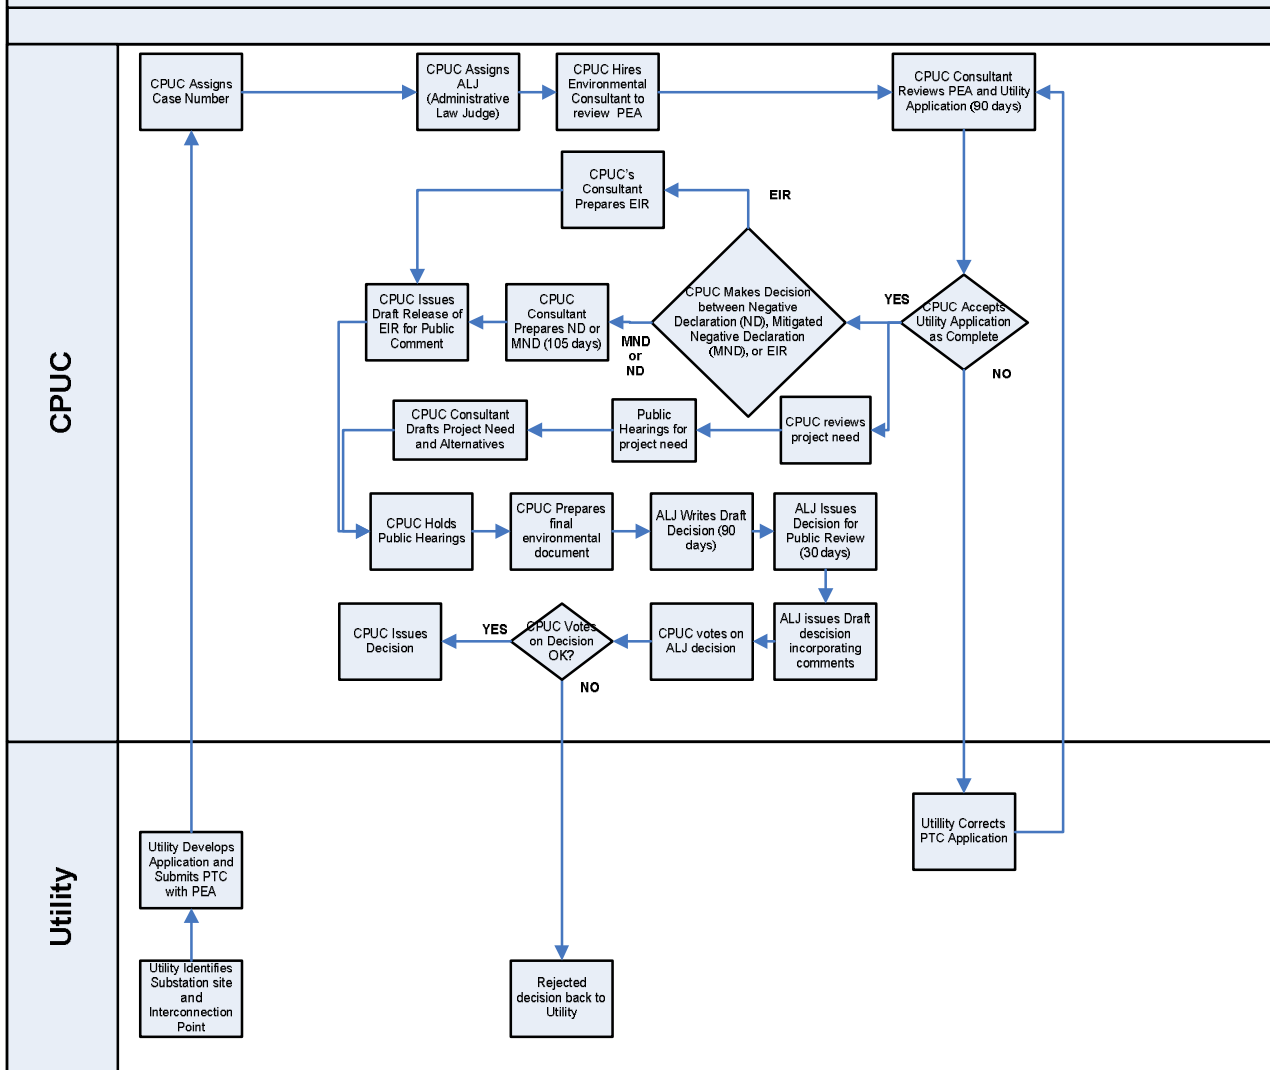 CPUC
CPUC Assigns
Case Number
CPUC Assigns
ALJ
(Administrative
Law Judge)
CPUC Hires
Environmental
Consultant to
review PEA
CPUC Consultant
Reviews PEA and Utility
Application (90 days)
CPUC's
Consultant
Prepares EIR
EIR
CPUC Issues
Draft Release of
EIR for Public
Comment
CPUC
Consultant
Prepares ND or
MND (105 days)
MND
or
ND
CPUC Makes Decision
between Negative
Declaration (ND), Mitigated
Negative Declaration
(MND), or EIR
YES
CPUC Accepts
Utility Application
as Complete
NO
CPUC Consultant
Drafts Project Need
and Alternatives
Public
Hearings for
project need
CPUC reviews
project need
CPUC Holds
Public Hearings
CPUC Prepares
final
environmental
document
ALJ Writes Draft
Decision (90
days)
ALJ Issues
Decision for
Public Review
(30 days)
CPUC Issues
Decision
YES
CPUC Votes
on Decision
OK?
NO
CPUC votes on
ALJ decision
ALJ issues Draft
descision
incorporating
comments
Utility
Utility Develops
Application and
Submits PTC
with PEA
Utillity Corrects
PTC Application
Utility Identifies
Substation site
and
Interconnection
Point
Rejected
decision back to
Utility